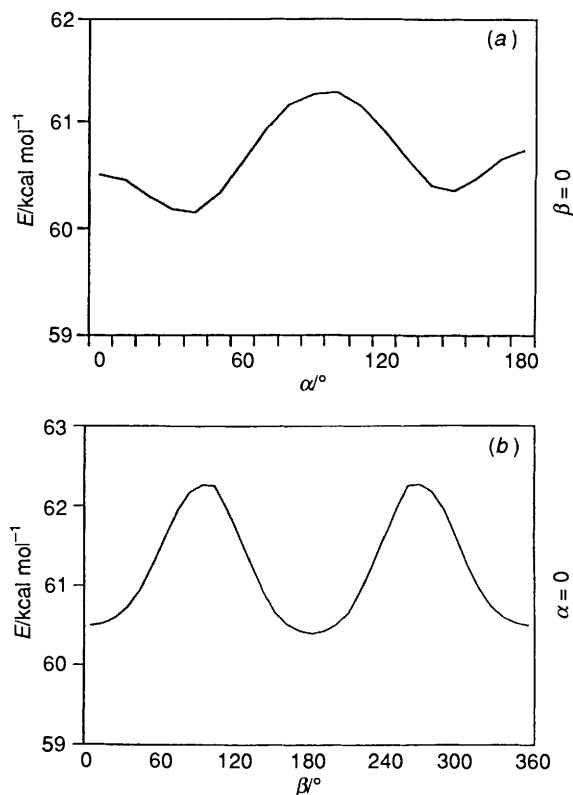 (a)
62
61
60
59
E/kcal mol⁻¹
0 60 120 180
α/°
β = 0
(b)
63
62
61
60
59
E/kcal mol⁻¹
0 60 120 180 240 300 360
β/°
α = 0